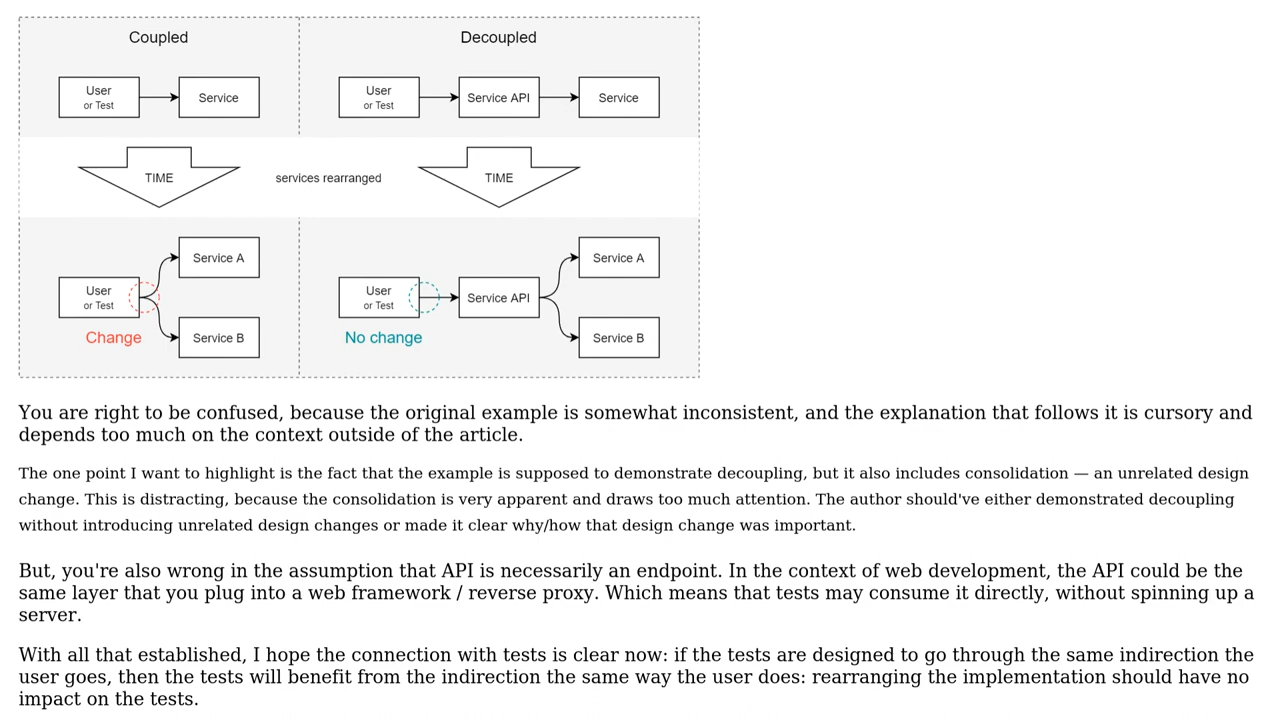 Coupled
Decoupled
User
or Test
Service
User
or Test
Service API
Service
TIME
services rearranged
TIME
Service A
User
or Test
Change
Service B
Service A
User
or Test
Service API
No change
Service B
You are right to be confused, because the original example is somewhat inconsistent, and the explanation that follows it is cursory and
depends too much on the context outside of the article.
The one point I want to highlight is the fact that the example is supposed to demonstrate decoupling, but it also includes consolidation — an unrelated design
change. This is distracting, because the consolidation is very apparent and draws too much attention. The author should've either demonstrated decoupling
without introducing unrelated design changes or made it clear why/how that design change was important.
But, you're also wrong in the assumption that API is necessarily an endpoint. In the context of web development, the API could be the
same layer that you plug into a web framework / reverse proxy. Which means that tests may consume it directly, without spinning up a
server.
With all that established, I hope the connection with tests is clear now: if the tests are designed to go through the same indirection the
user goes, then the tests will benefit from the indirection the same way the user does: rearranging the implementation should have no
impact on the tests.